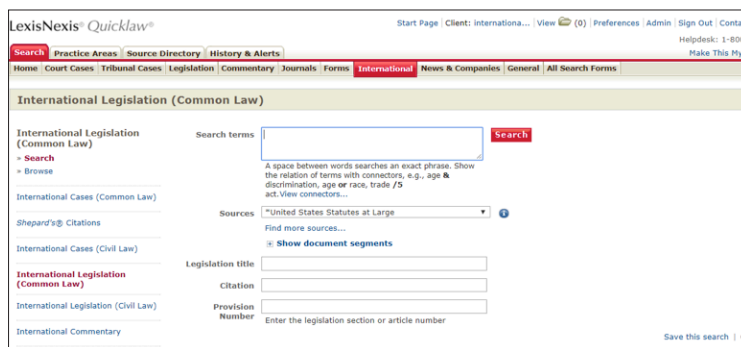 LexisNexis® Quicklaw®
Start Page | Client: internationa... | View (0) | Preferences | Admin | Sign Out | Conta
Helpdesk: 1-80
Make This My
Search Practice Areas Source Directory History & Alerts
Home Court Cases Tribunal Cases Legislation Commentary Journals Forms International News & Companies General All Search Forms
International Legislation (Common Law)
International Legislation
(Common Law)
» Search
» Browse
International Cases (Common Law)
Shepard's® Citations
International Cases (Civil Law)
International Legislation
(Common Law)
International Legislation (Civil Law)
International Commentary
Search terms
Search
A space between words searches an exact phrase. Show
the relation of terms with connectors, e.g., age &
discrimination, age or race, trade /5
act.View connectors...
Sources *United States Statutes at Large
Find more sources...
Show document segments
Legislation title
Citation
Provision
Number
Enter the legislation section or article number
Save this search |